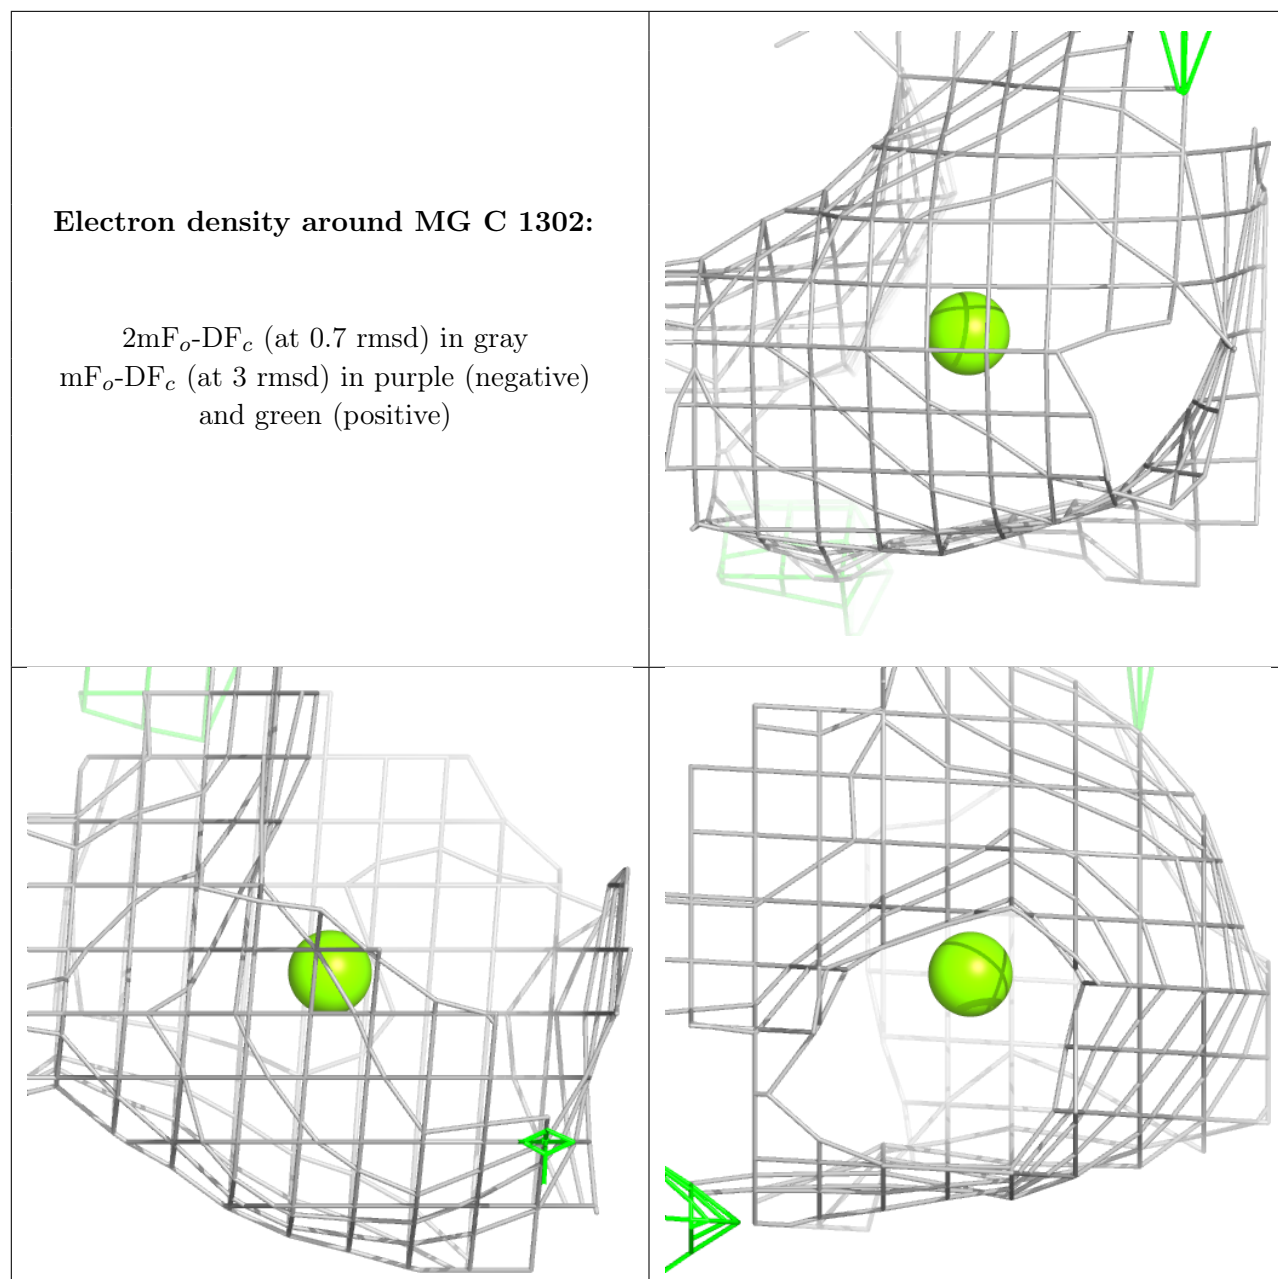 Electron density around MG C 1302:
2mFo-DFc (at 0.7 rmsd) in gray
mFo-DFc (at 3 rmsd) in purple (negative)
and green (positive)